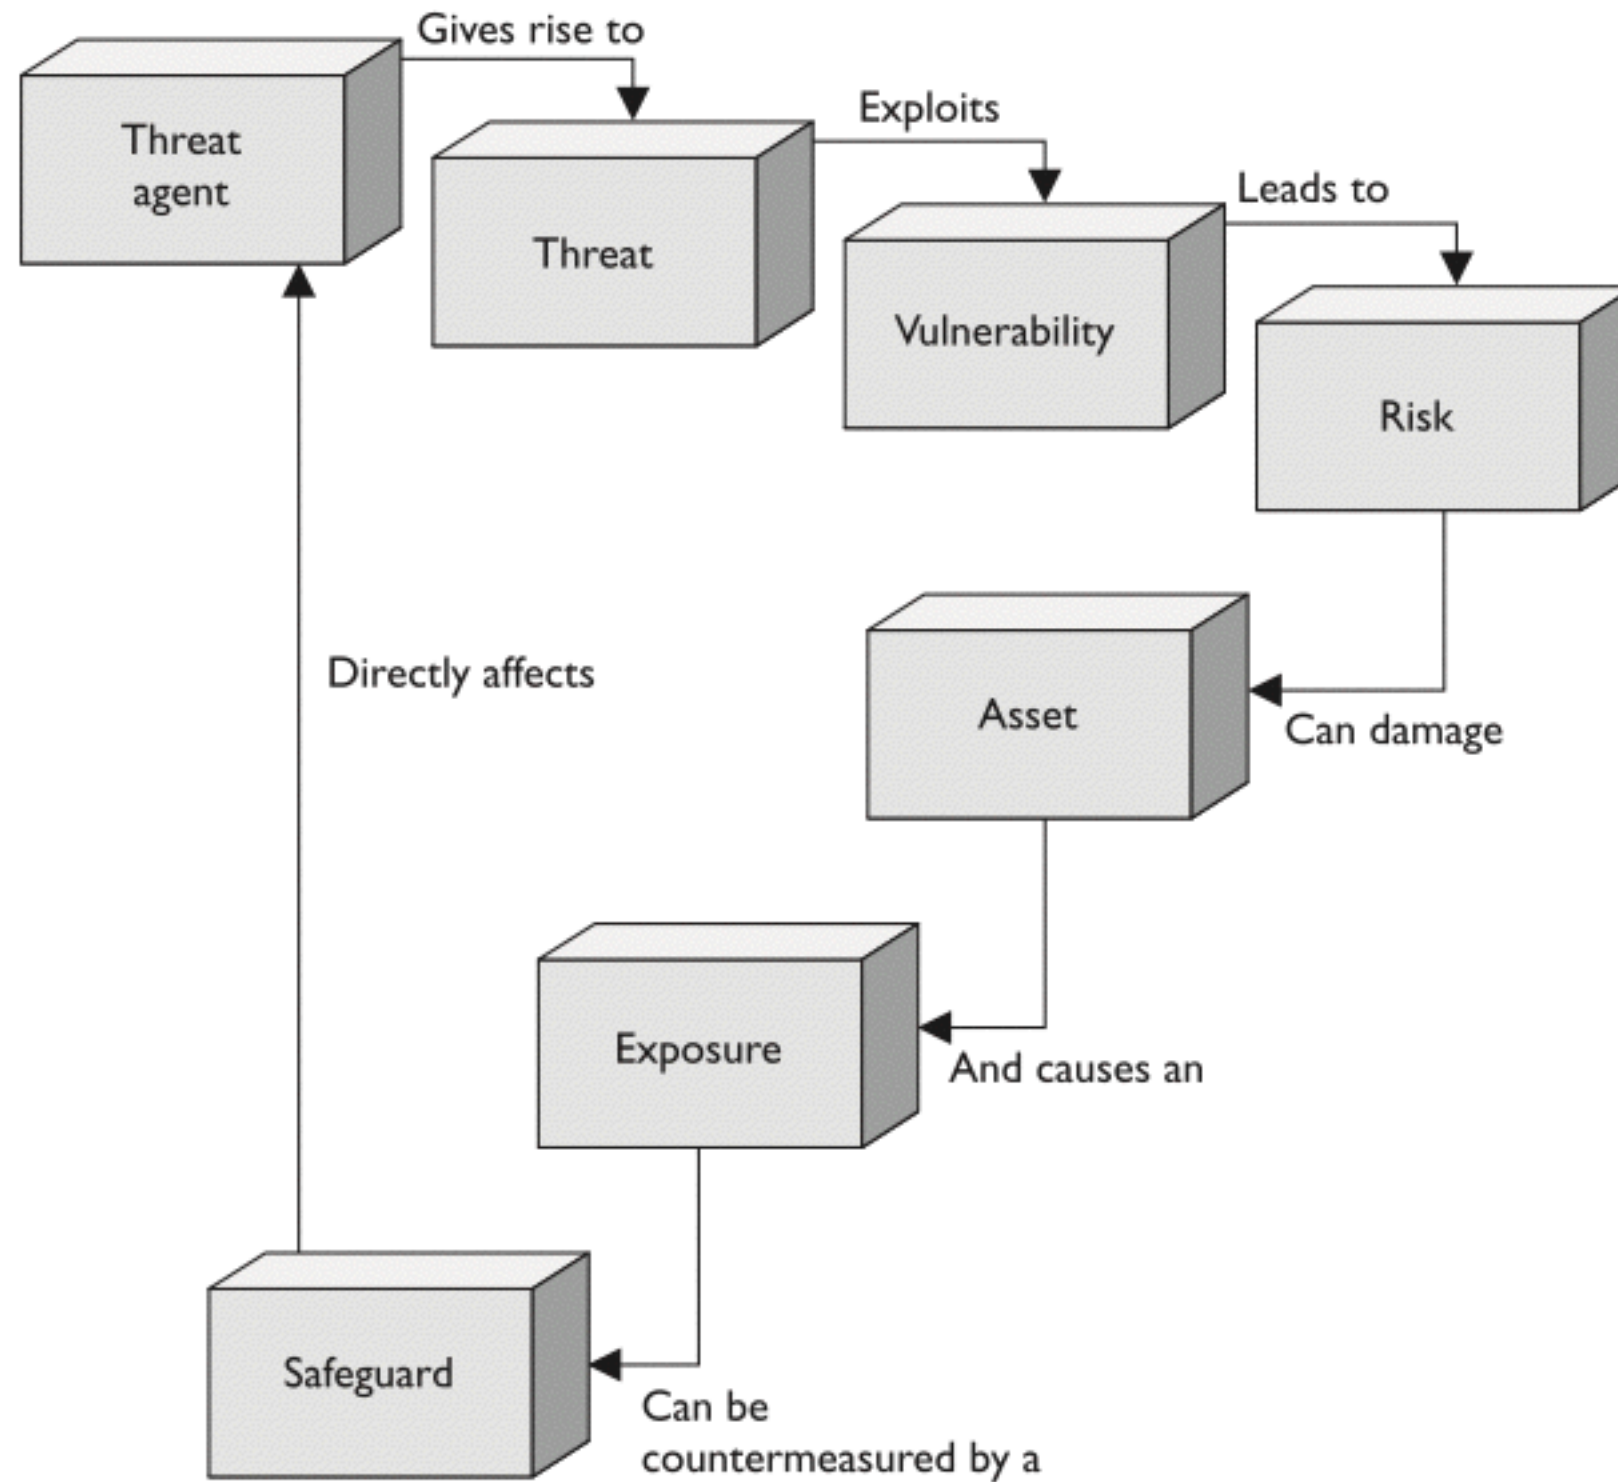 Gives rise to
Threat
agent
Exploits
Threat
Leads to
Vulnerability
Risk
Directly affects
Asset
Can damage
Exposure
And causes an
Safeguard
Can be
countermeasured by a